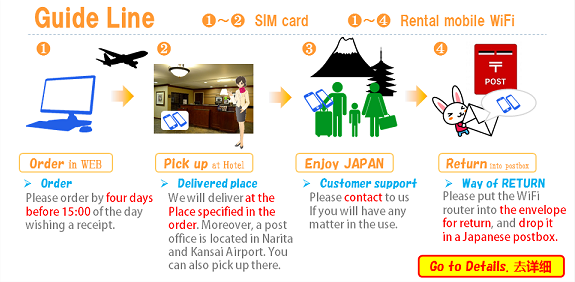 Guide Line ❶～❷ SIM card ❶～❹ Rental mobile WiFi
❶ ❷ ❸ ❹
POST
Order in WEB
Pick up at Hotel
Enjoy JAPAN
Return into postbox
➢ Order
Please order by four days
before 15:00 of the day
wishing a receipt.
➢ Delivered place
We will deliver at the
Place specified in the
order. Moreover, a post
office is located in Narita
and Kansai Airport. You
can also pick up there.
➢ Customer support
Please contact to us
If you will have any
matter in the use.
➢ Way of RETURN
Please put the WiFi
router into the envelope
for return, and drop it
in a Japanese postbox.
Go to Details. 去详细